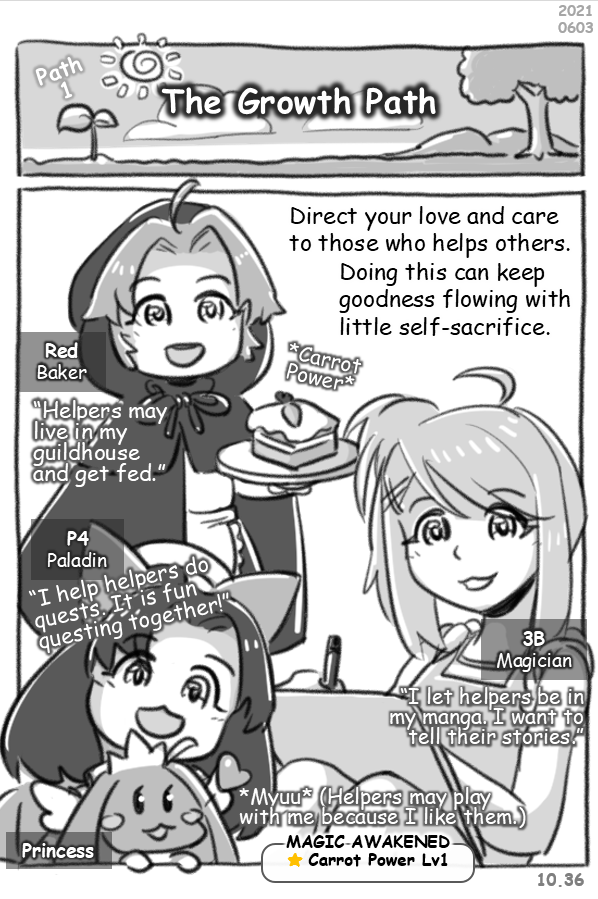 2021
0603
Path
1
The Growth Path
Direct your love and care
to those who helps others.
Doing this can keep
goodness flowing with
little self-sacrifice.
*Carrot
Power*
Red
Baker
“Helpers may
live in my
guildhouse
and get fed.”
P4
Paladin
“I help helpers do
quests. It is fun
questing together!”
3B
Magician
“I let helpers be in
my manga. I want to
tell their stories.”
*Myuu* (Helpers may play
with me because I like them.)
Princess
MAGIC AWAKENED
⭐ Carrot Power Lv1
10.36